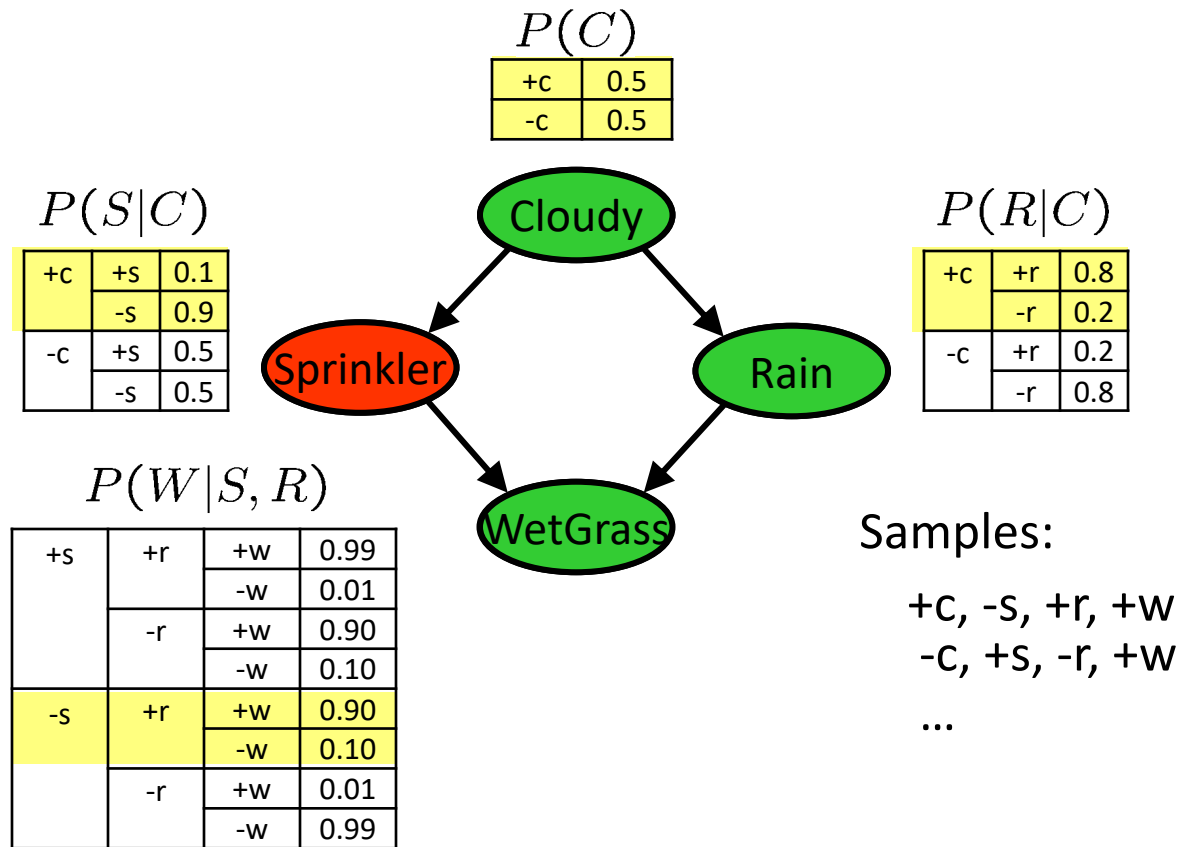 P(C)
+c 0.5
-c 0.5
Cloudy
P(S|C)
+c +s 0.1
-s 0.9
-c +s 0.5
-s 0.5
P(R|C)
+c +r 0.8
-r 0.2
-c +r 0.2
-r 0.8
Sprinkler
Rain
WetGrass
P(W|S, R)
+s +r +w 0.99
-w 0.01
-r +w 0.90
-w 0.10
-s +r +w 0.90
-w 0.10
-r +w 0.01
-w 0.99
Samples:
+c, -s, +r, +w
-c, +s, -r, +w
...